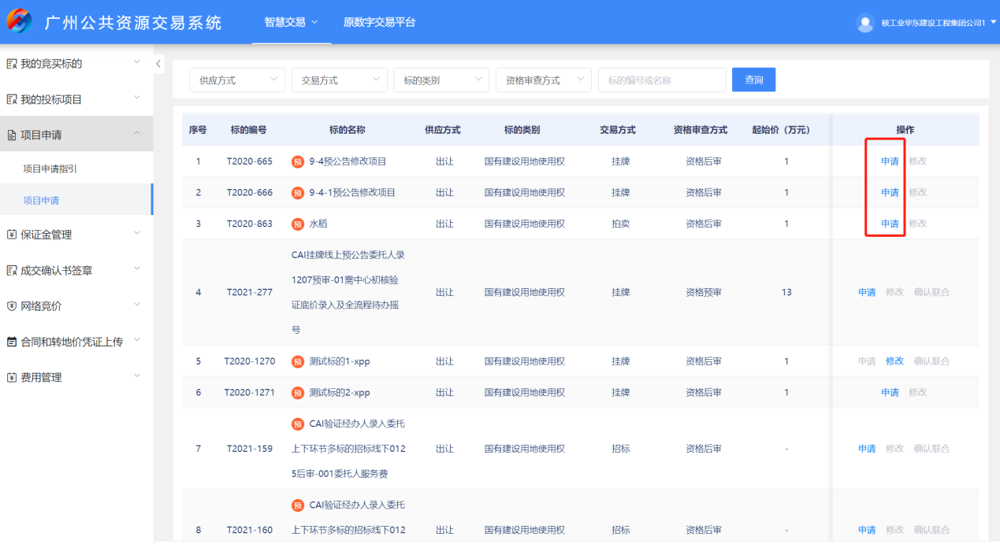 广州公共资源交易系统
智慧交易
原数字交易平台
核工业华东建设工程集团公司1
我的竞买标的
我的投标项目
项目申请
项目申请指引
项目申请
保证金管理
成交确认书签章
网络竞价
合同和转地价凭证上传
费用管理
供应方式 交易方式 标的类别 资格审查方式 标的编号或名称 查询
序号 标的编号 标的名称 供应方式 标的类别 交易方式 资格审查方式 起始价（万元） 操作
1 T2020-665 预 9-4预公告修改项目 出让 国有建设用地使用权 挂牌 资格后审 1 申请 修改
2 T2020-666 预 9-4-1预公告修改项目 出让 国有建设用地使用权 挂牌 资格后审 1 申请 修改
3 T2020-863 预 水稻 出让 国有建设用地使用权 拍卖 资格后审 1 申请 修改
CAI挂牌线上预公告委托人录
1207预审-01需中心初核验
4 T2021-277 证底价录入及全流程待办摇 出让 国有建设用地使用权 挂牌 资格预审 13 申请 修改 确认联合
号
5 T2020-1270 预 测试标的1-xpp 出让 国有建设用地使用权 挂牌 资格后审 1 申请 修改 确认联合
6 T2020-1271 预 测试标的2-xpp 出让 国有建设用地使用权 挂牌 资格后审 1 申请 修改
预 CAI验证经办人录入委托
7 T2021-159 上下环节多标的招标线下012 出让 国有建设用地使用权 招标 资格后审 - 申请 修改 确认联合
5后审-001委托人服务费
预 CAI验证经办人录入委托
8 T2021-160 上下环节多标的招标线下012 出让 国有建设用地使用权 招标 资格后审 - 申请 修改 确认联合